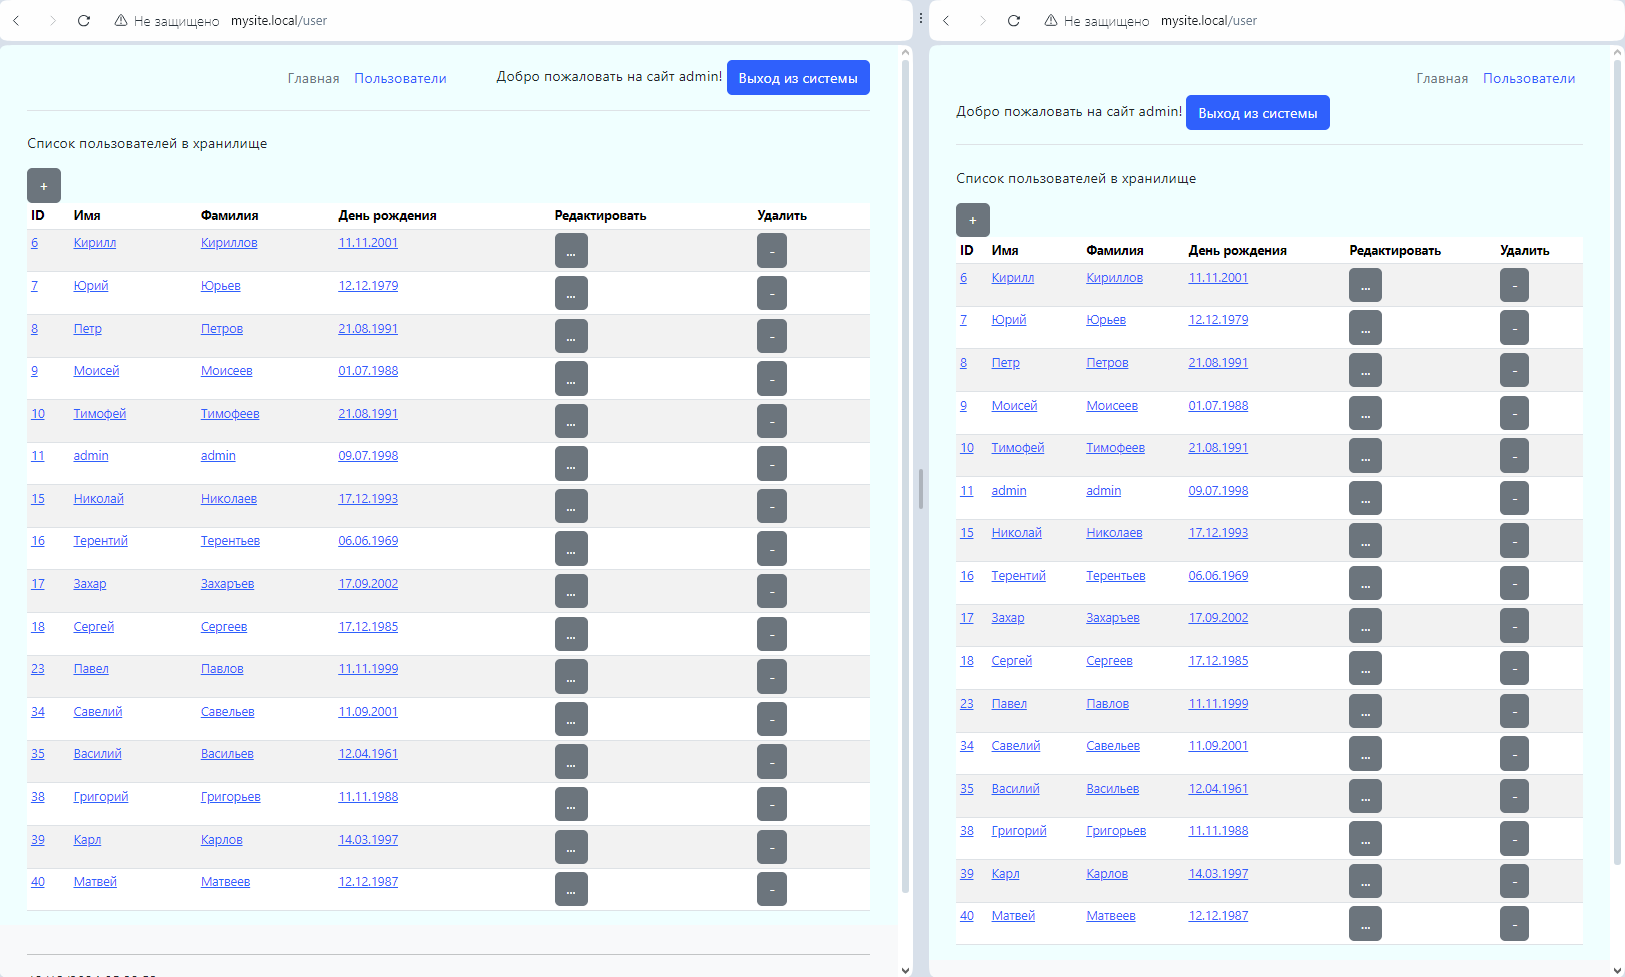 Не защищено mysite.local/user
Главная Пользователи Добро пожаловать на сайт admin! Выход из системы
Список пользователей в хранилище
+
ID Имя Фамилия День рождения Редактировать Удалить
6 Кирилл Кириллов 11.11.2001 ... -
7 Юрий Юрьев 12.12.1979 ... -
8 Петр Петров 21.08.1991 ... -
9 Моисей Моисеев 01.07.1988 ... -
10 Тимофей Тимофеев 21.08.1991 ... -
11 admin admin 09.07.1998 ... -
15 Николай Николаев 17.12.1993 ... -
16 Терентий Терентьев 06.06.1969 ... -
17 Захар Захаръев 17.09.2002 ... -
18 Сергей Сергеев 17.12.1985 ... -
23 Павел Павлов 11.11.1999 ... -
34 Савелий Савельев 11.09.2001 ... -
35 Василий Васильев 12.04.1961 ... -
38 Григорий Григорьев 11.11.1988 ... -
39 Карл Карлов 14.03.1997 ... -
40 Матвей Матвеев 12.12.1987 ... -
Не защищено mysite.local/user
Главная Пользователи
Добро пожаловать на сайт admin! Выход из системы
Список пользователей в хранилище
+
ID Имя Фамилия День рождения Редактировать Удалить
6 Кирилл Кириллов 11.11.2001 ... -
7 Юрий Юрьев 12.12.1979 ... -
8 Петр Петров 21.08.1991 ... -
9 Моисей Моисеев 01.07.1988 ... -
10 Тимофей Тимофеев 21.08.1991 ... -
11 admin admin 09.07.1998 ... -
15 Николай Николаев 17.12.1993 ... -
16 Терентий Терентьев 06.06.1969 ... -
17 Захар Захаръев 17.09.2002 ... -
18 Сергей Сергеев 17.12.1985 ... -
23 Павел Павлов 11.11.1999 ... -
34 Савелий Савельев 11.09.2001 ... -
35 Василий Васильев 12.04.1961 ... -
38 Григорий Григорьев 11.11.1988 ... -
39 Карл Карлов 14.03.1997 ... -
40 Матвей Матвеев 12.12.1987 ... -